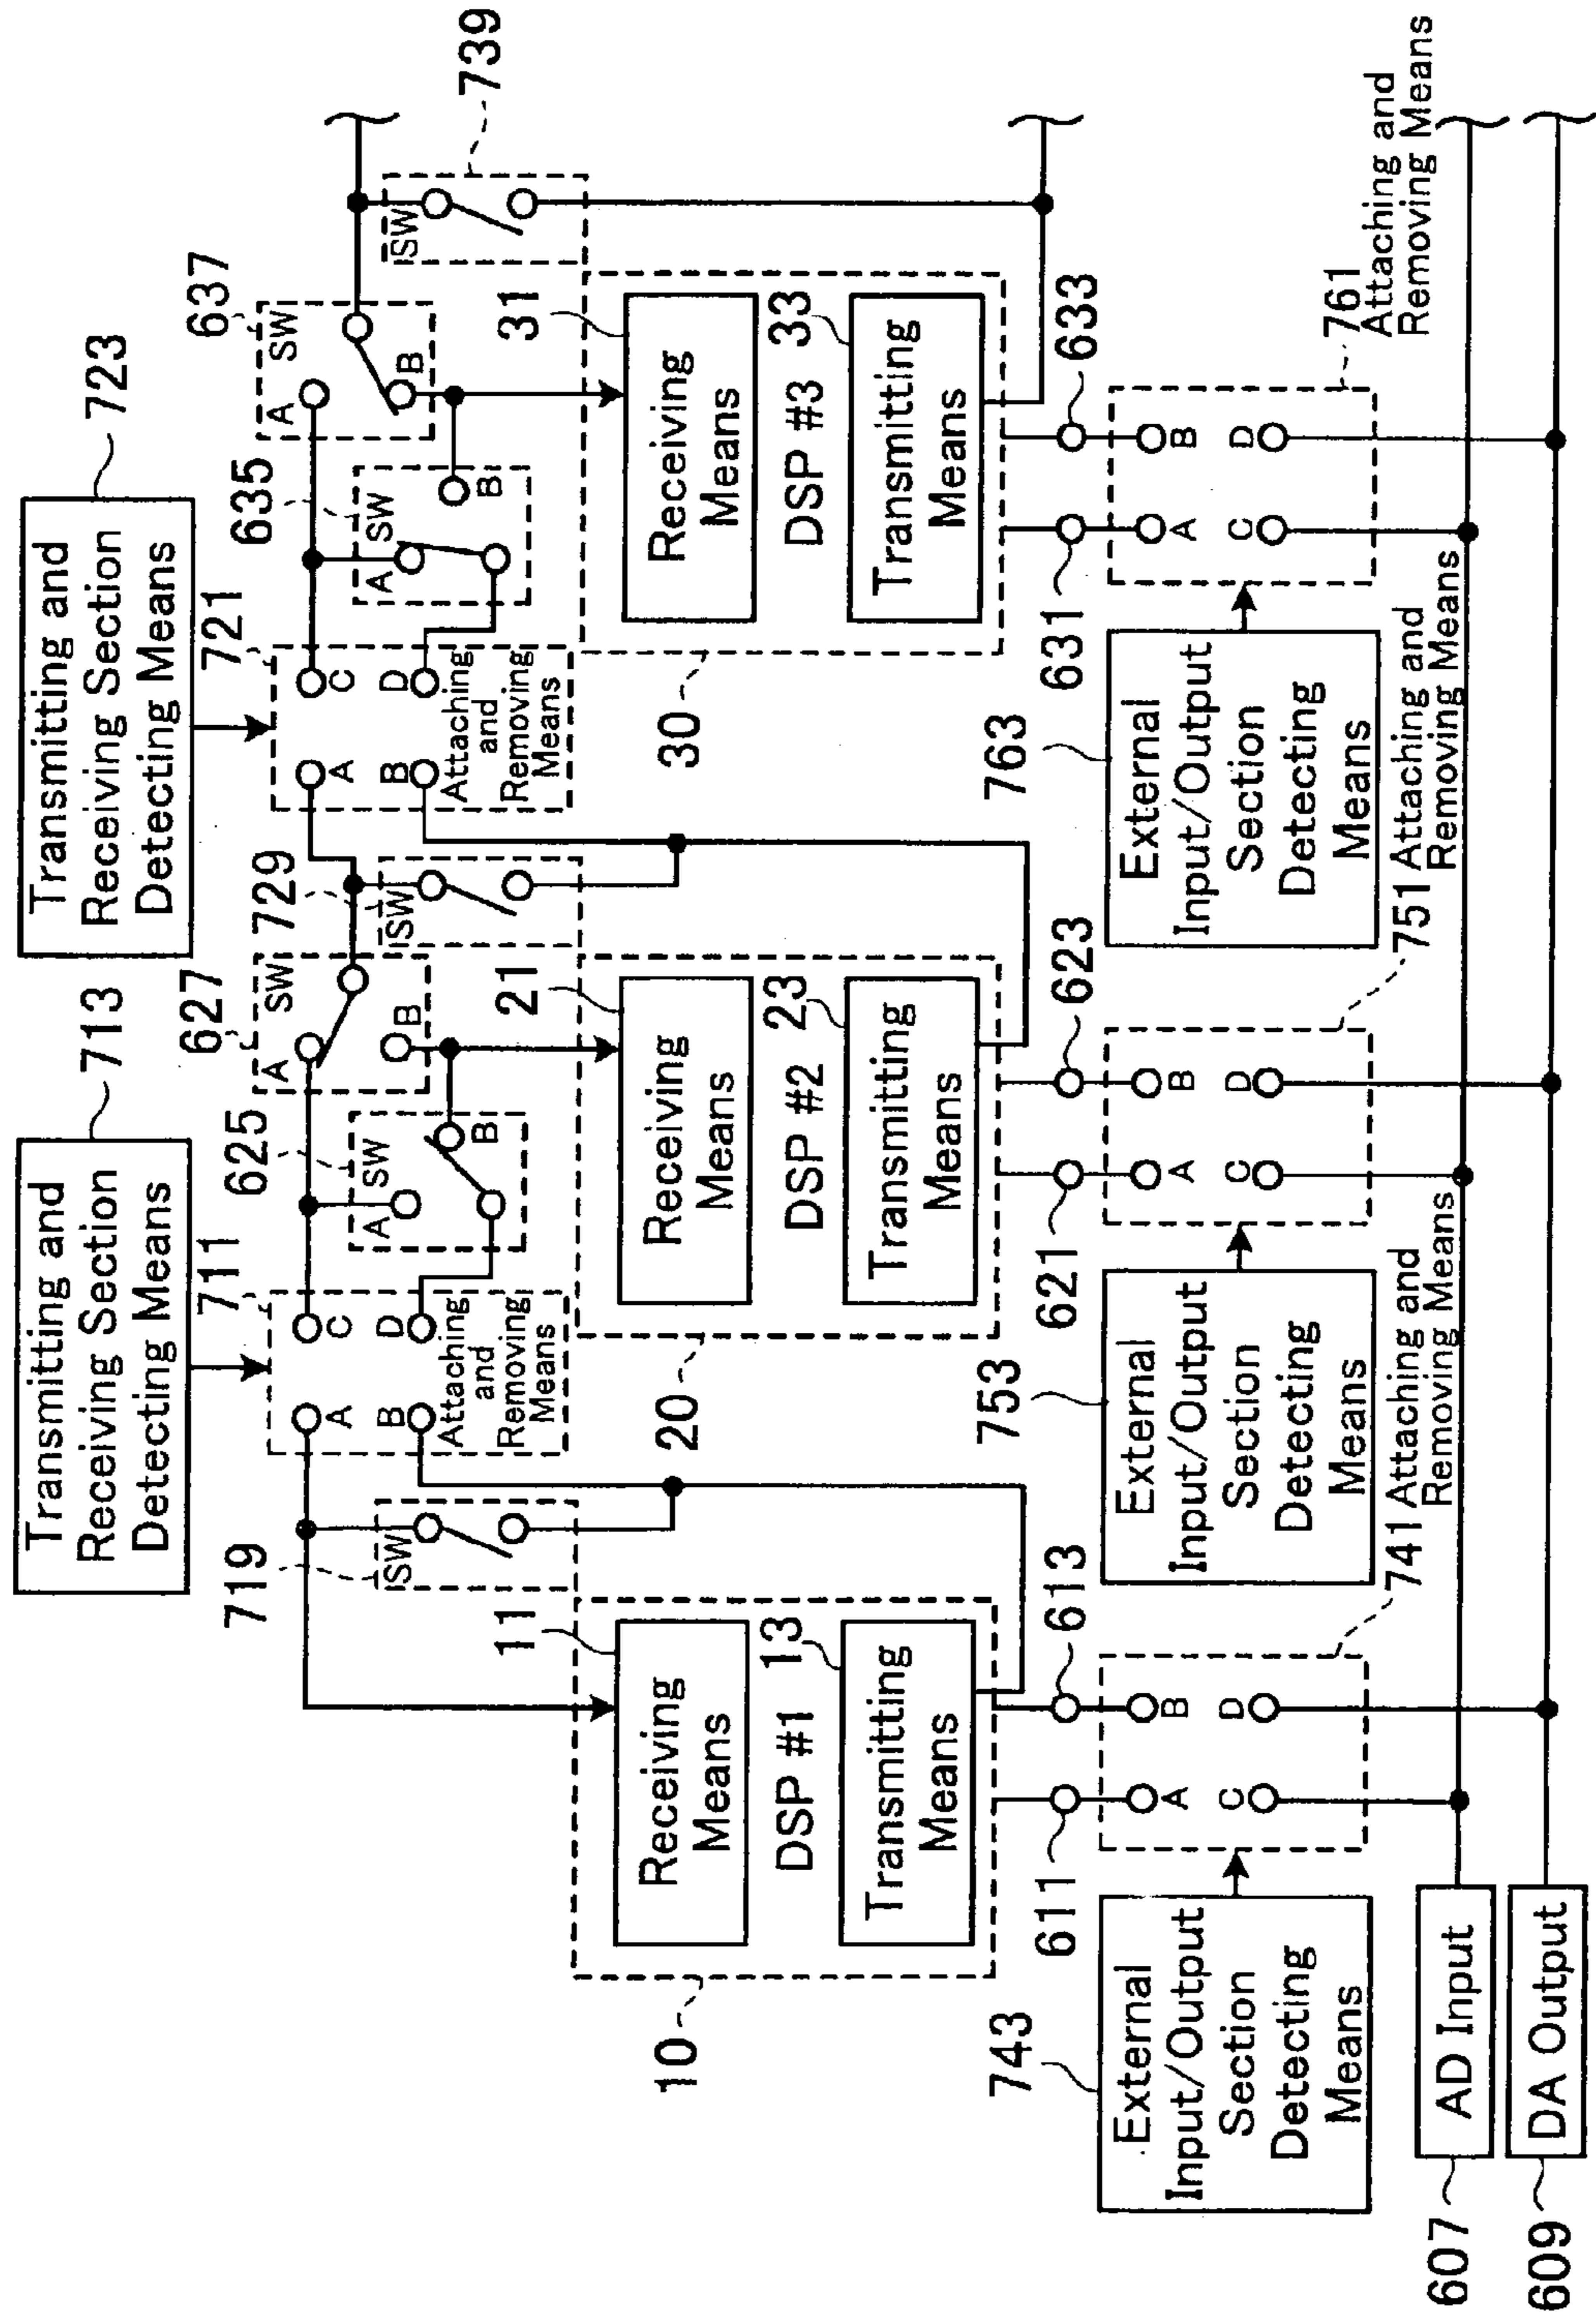 Transmitting and
Receiving Section
Detecting Means
713
Transmitting and
Receiving Section
Detecting Means
723
719
SW
711
A
C
B
D
Attaching
and
Removing
Means
625
SW
A
B
627
SW
A
B
729
SW
721
A
C
B
D
Attaching
and
Removing
Means
635
SW
A
B
637
SW
A
B
739
SW
10
11
Receiving
Means
DSP #1
13
Transmitting
Means
20
21
Receiving
Means
DSP #2
23
Transmitting
Means
30
31
Receiving
Means
DSP #3
33
Transmitting
Means
611
613
621
623
631
633
743
External
Input/Output
Section
Detecting
Means
A
B
C
D
741 Attaching and
Removing Means
753
External
Input/Output
Section
Detecting
Means
A
B
C
D
751 Attaching and
Removing Means
763
External
Input/Output
Section
Detecting
Means
A
B
C
D
761
Attaching and
Removing Means
607
AD Input
609
DA Output